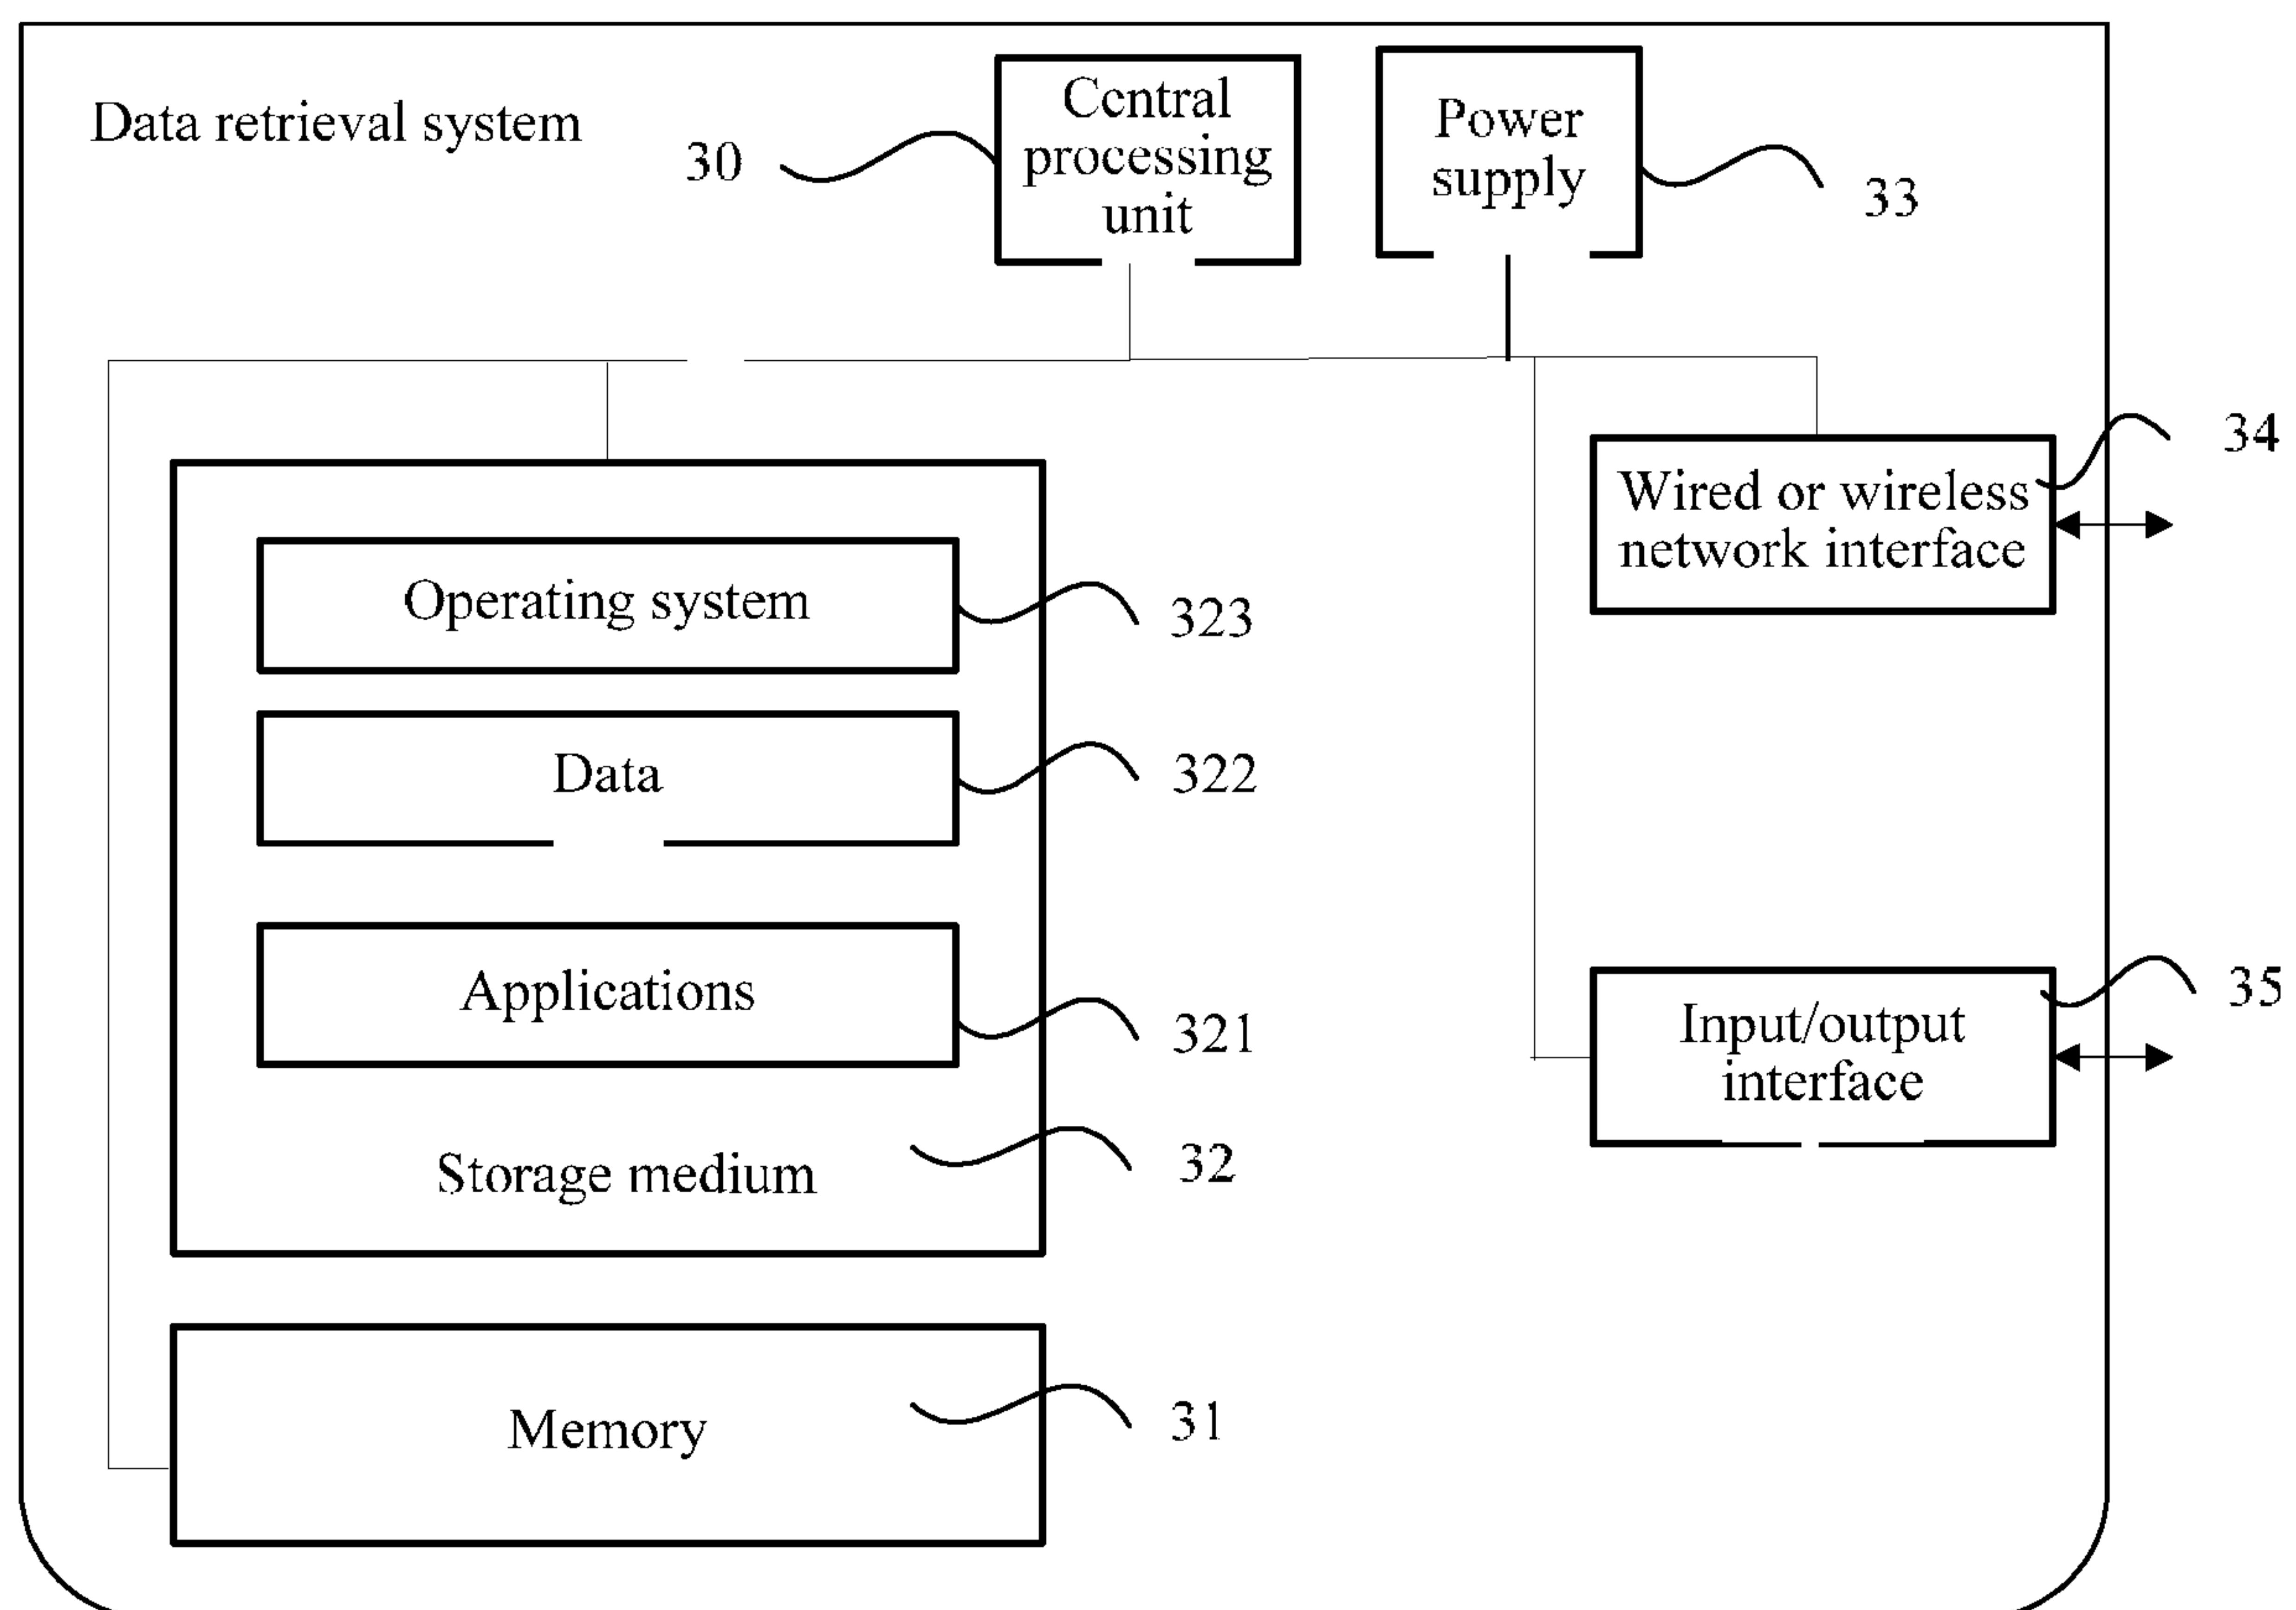 Data retrieval system
30
Central
processing
unit
Power
supply
33
34
Wired or wireless
network interface
Operating system
323
Data
322
Applications
321
35
Input/output
interface
Storage medium
32
Memory
31